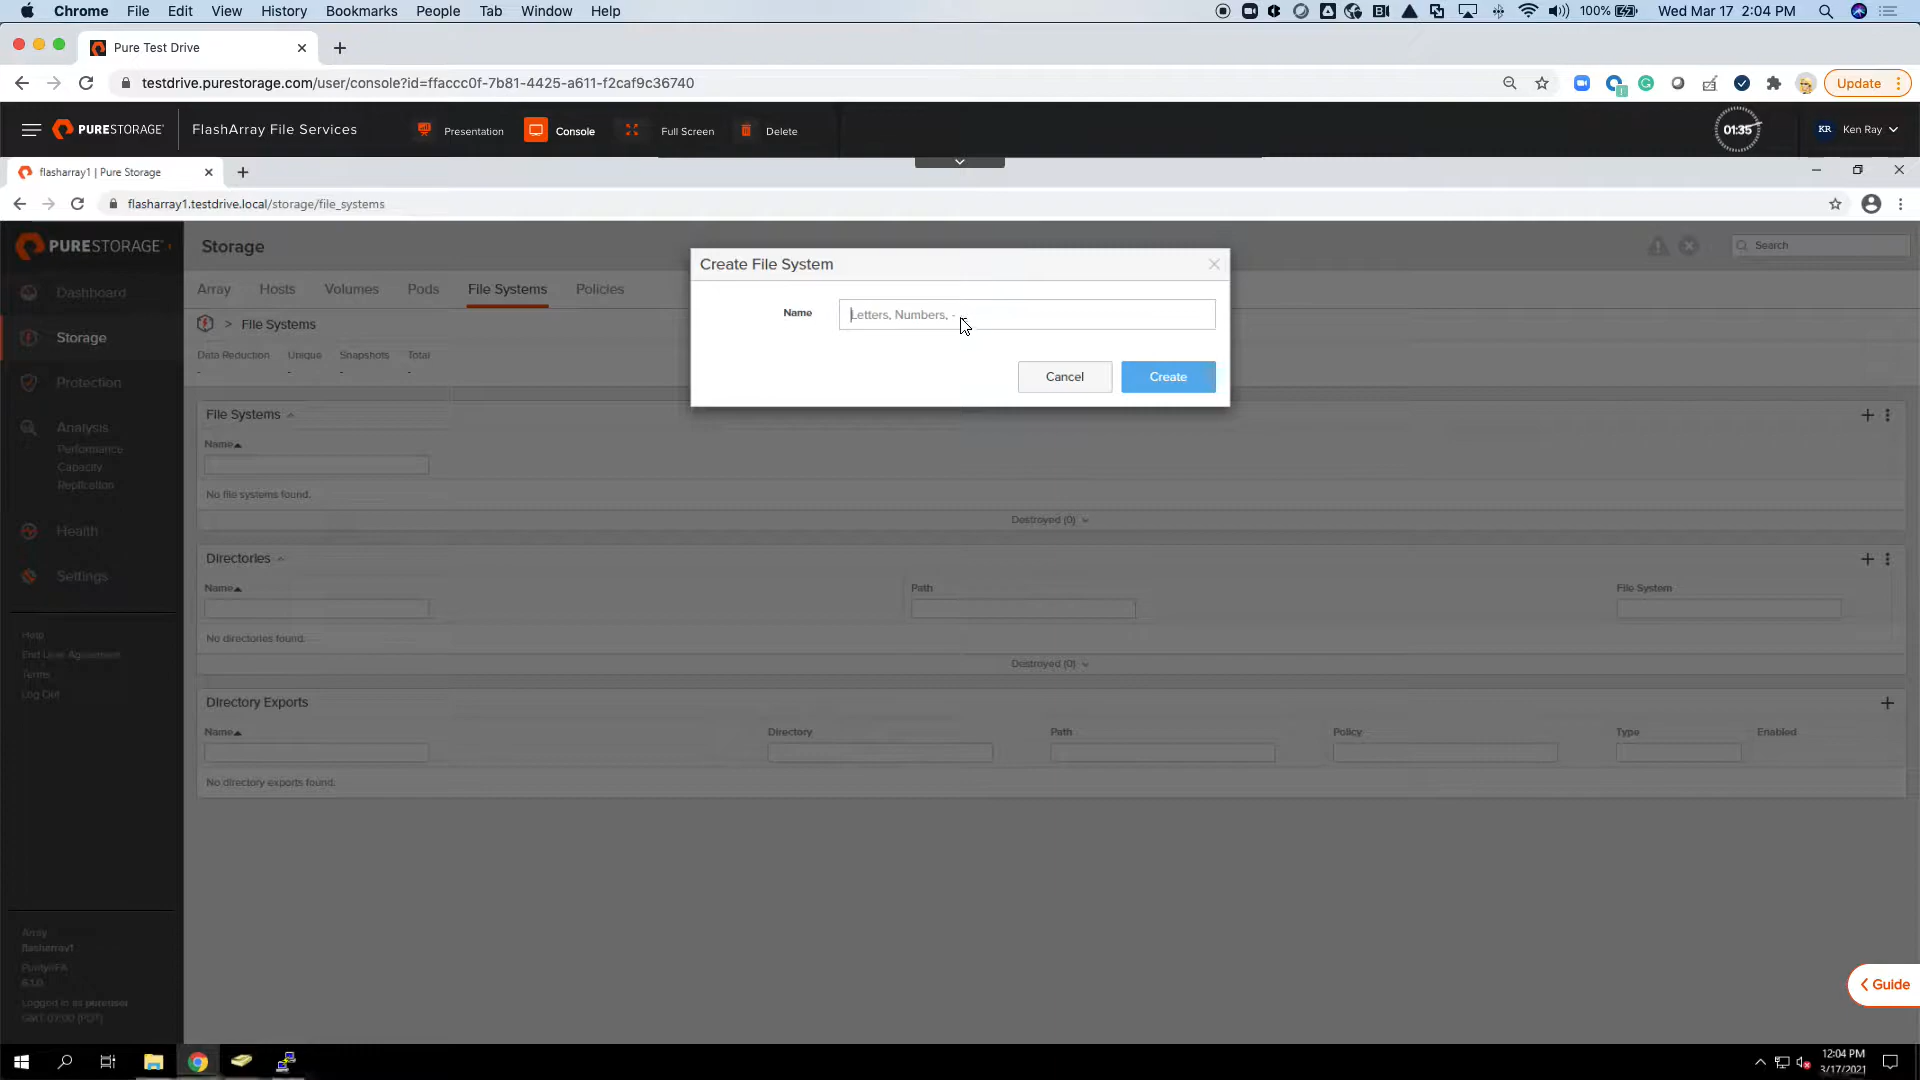 Chrome File Edit View History Bookmarks People Tab Window Help 100% Wed Mar 17 2:04 PM
Pure Test Drive
testdrive.purestorage.com/user/console?id=ffaccc0f-7b81-4425-a611-f2caf9c36740 Update
PURESTORAGE FlashArray File Services Presentation Console Full Screen Delete 01:35 KR Ken Ray
flasharray1 | Pure Storage
flasharray1.testdrive.local/storage/file_systems
PURESTORAGE Storage Search
Create File System
Dashboard
Array Hosts Volumes Pods File Systems Policies
Name Letters, Numbers, -
> File Systems
Storage
Data Reduction Unique Snapshots Total
- - - -
Cancel Create
Protection
File Systems
Analysis
Name
Performance
Capacity
Replication
No file systems found.
Destroyed (0)
Health
Directories
Settings
Name Path File System
No directories found.
Help
End User Agreement
Terms
Log Out
Destroyed (0)
Directory Exports
Name Directory Path Policy Type Enabled
No directory exports found.
Array
flasharray1
Purity//FA
6.1.0
Logged in as pureuser
GMT-07:00 (PDT)
Guide
12:04 PM
3/17/2021